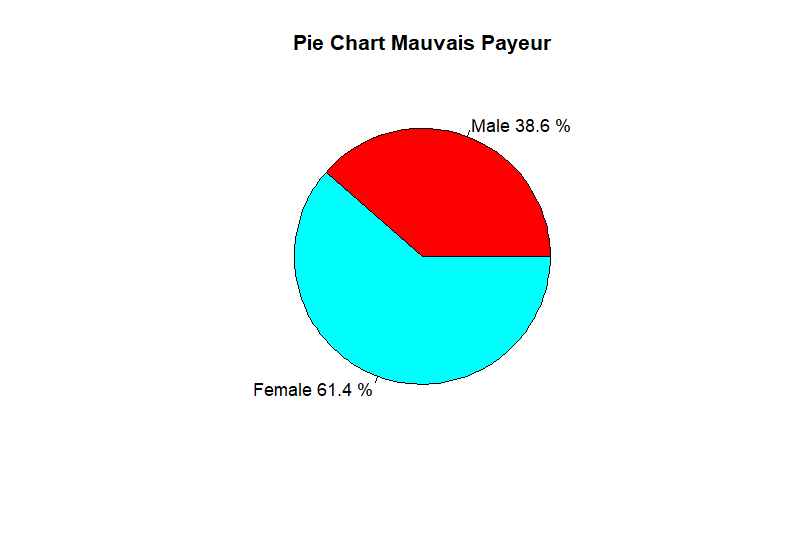 Pie Chart Mauvais Payeur
Male 38.6 %
Female 61.4 %